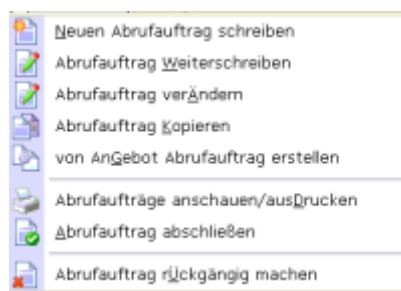 Neuen Abrufauftrag schreiben
Abrufauftrag Weiterschreiben
Abrufauftrag verÄndern
Abrufauftrag Kopieren
von AnGebot Abrufauftrag erstellen
Abrufaufträge anschauen/ausDrucken
Abrufauftrag abschließen
Abrufauftrag rÜckgängig machen